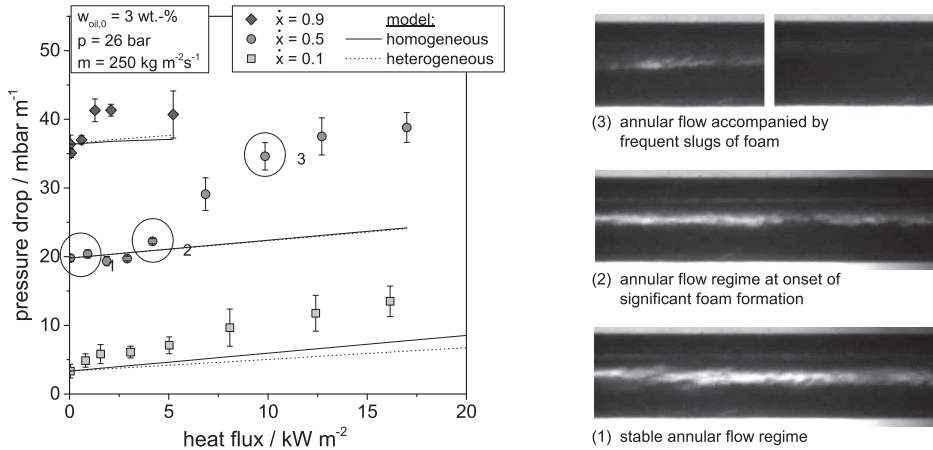 w_oil,0 = 3 wt.-%
p = 26 bar
m = 250 kg m⁻²s⁻¹
ẋ = 0.9
ẋ = 0.5
ẋ = 0.1
model:
homogeneous
heterogeneous
pressure drop / mbar m⁻¹
50
40
30
20
10
0
3
2
1
0
5
10
15
20
heat flux / kW m⁻²
(3) annular flow accompanied by
frequent slugs of foam
(2) annular flow regime at onset of
significant foam formation
(1) stable annular flow regime